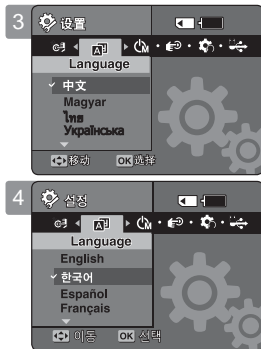 3
设置
Language
中文
Magyar
ไทย
Українська
移动 OK 选择
4
설정
Language
English
한국어
Español
Français
이동 OK 선택